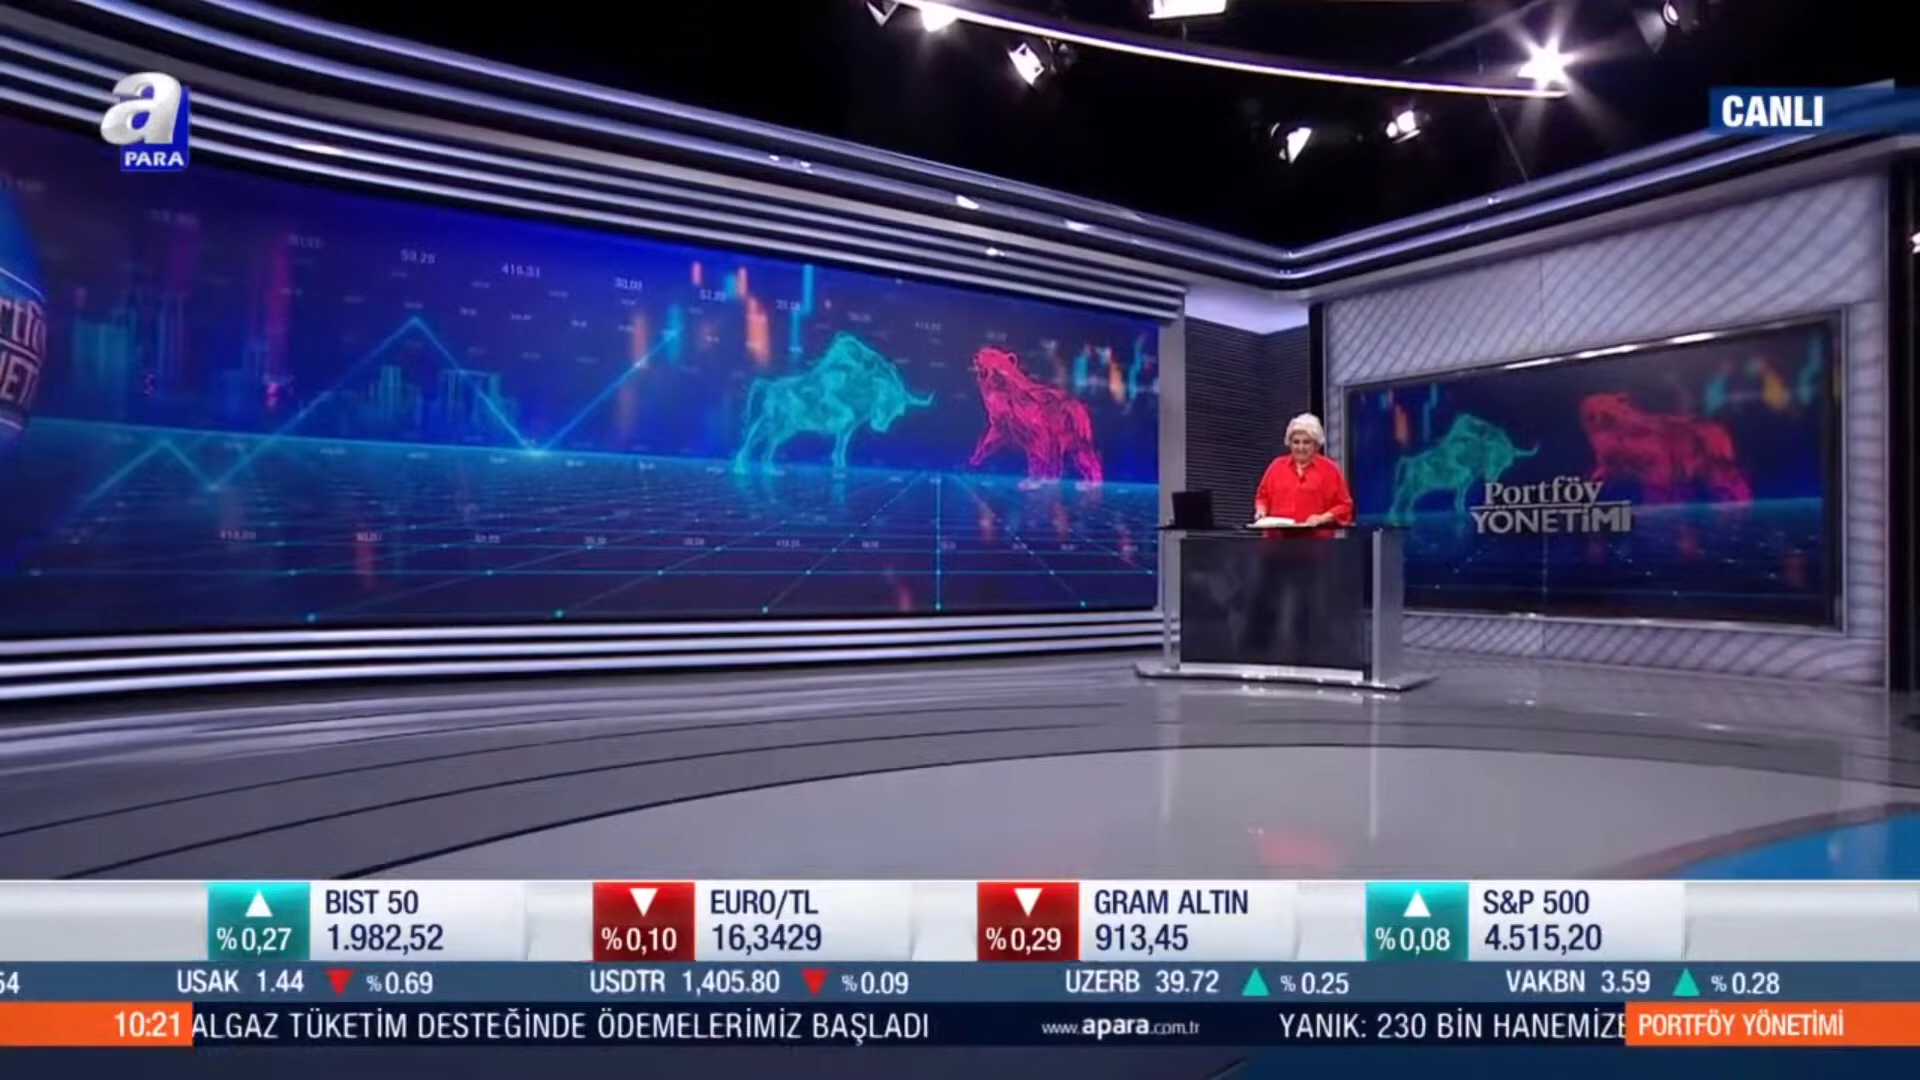 a
PARA
CANLI
Portföy
YÖNETİMİ
BIST 50
%0,27
1.982,52
EURO/TL
%0,10
16,3429
GRAM ALTIN
%0,29
913,45
S&P 500
%0,08
4.515,20
54 USAK 1.44 %0.69 USDTR 1,405.80 %0.09 UZERB 39.72 %0.25 VAKBN 3.59 %0.28
10:21 ALGAZ TÜKETİM DESTEĞİNDE ÖDEMELERİMİZ BAŞLADI www.apara.com.tr YANIK: 230 BİN HANEMİZE PORTFÖY YÖNETİMİ